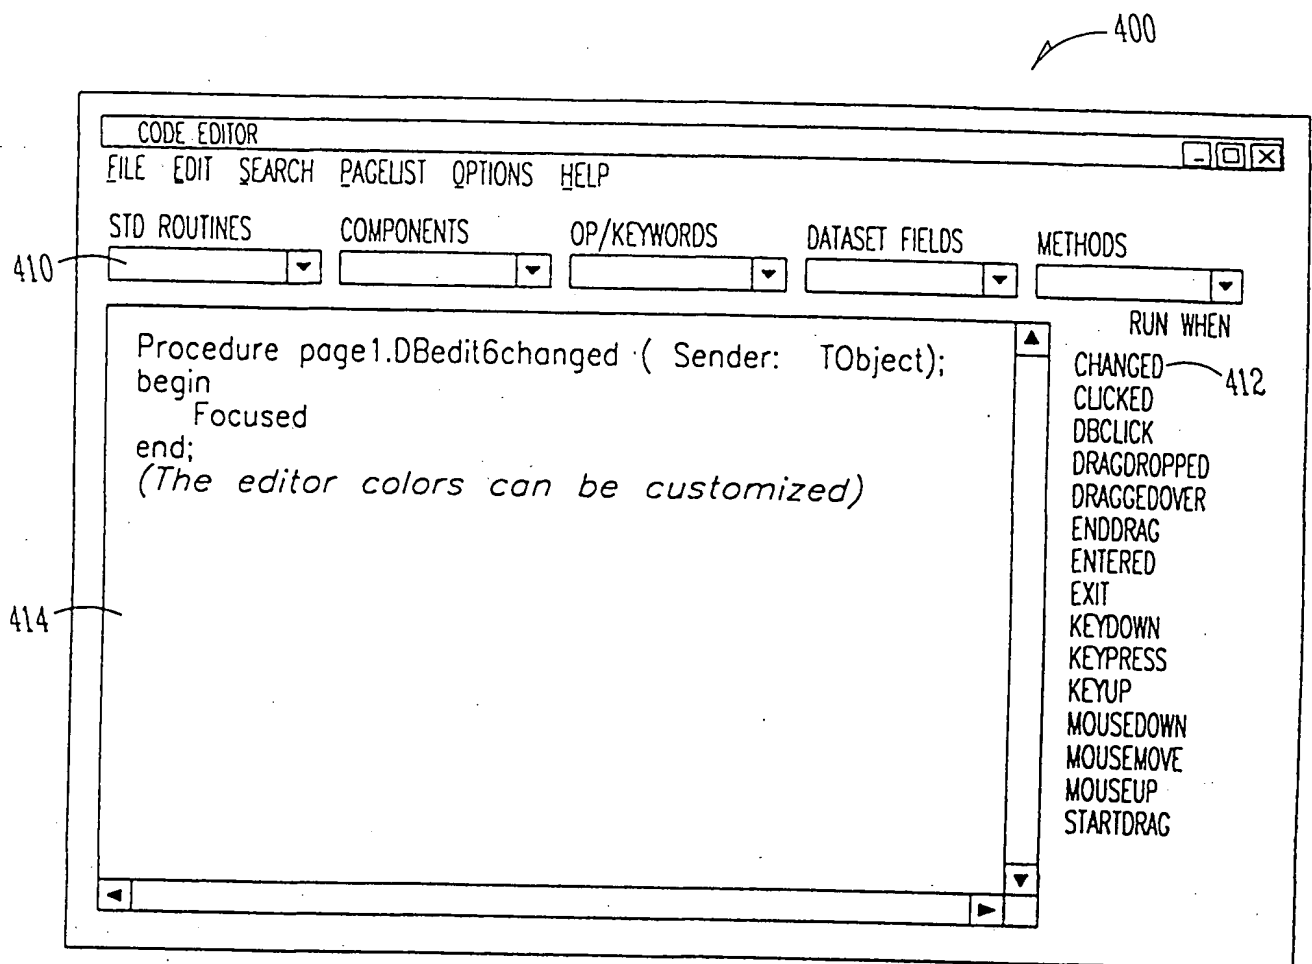 400
CODE EDITOR
FILE EDIT SEARCH PAGELIST OPTIONS HELP
STD ROUTINES COMPONENTS OP/KEYWORDS DATASET FIELDS METHODS
410
RUN WHEN
Procedure page1.DBedit6changed ( Sender: TObject);
begin
Focused
end;
(The editor colors can be customized)
CHANGED 412
CLICKED
DBCLICK
DRAGDROPPED
DRAGGEDOVER
ENDDRAG
ENTERED
EXIT
KEYDOWN
KEYPRESS
KEYUP
MOUSEDOWN
MOUSEMOVE
MOUSEUP
STARTDRAG
414